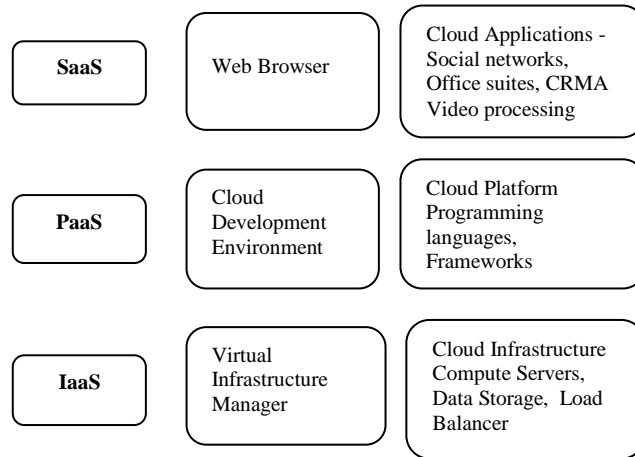 SaaS
Web Browser
Cloud Applications -
Social networks,
Office suites, CRMA
Video processing
PaaS
Cloud
Development
Environment
Cloud Platform
Programming
languages,
Frameworks
IaaS
Virtual
Infrastructure
Manager
Cloud Infrastructure
Compute Servers,
Data Storage, Load
Balancer